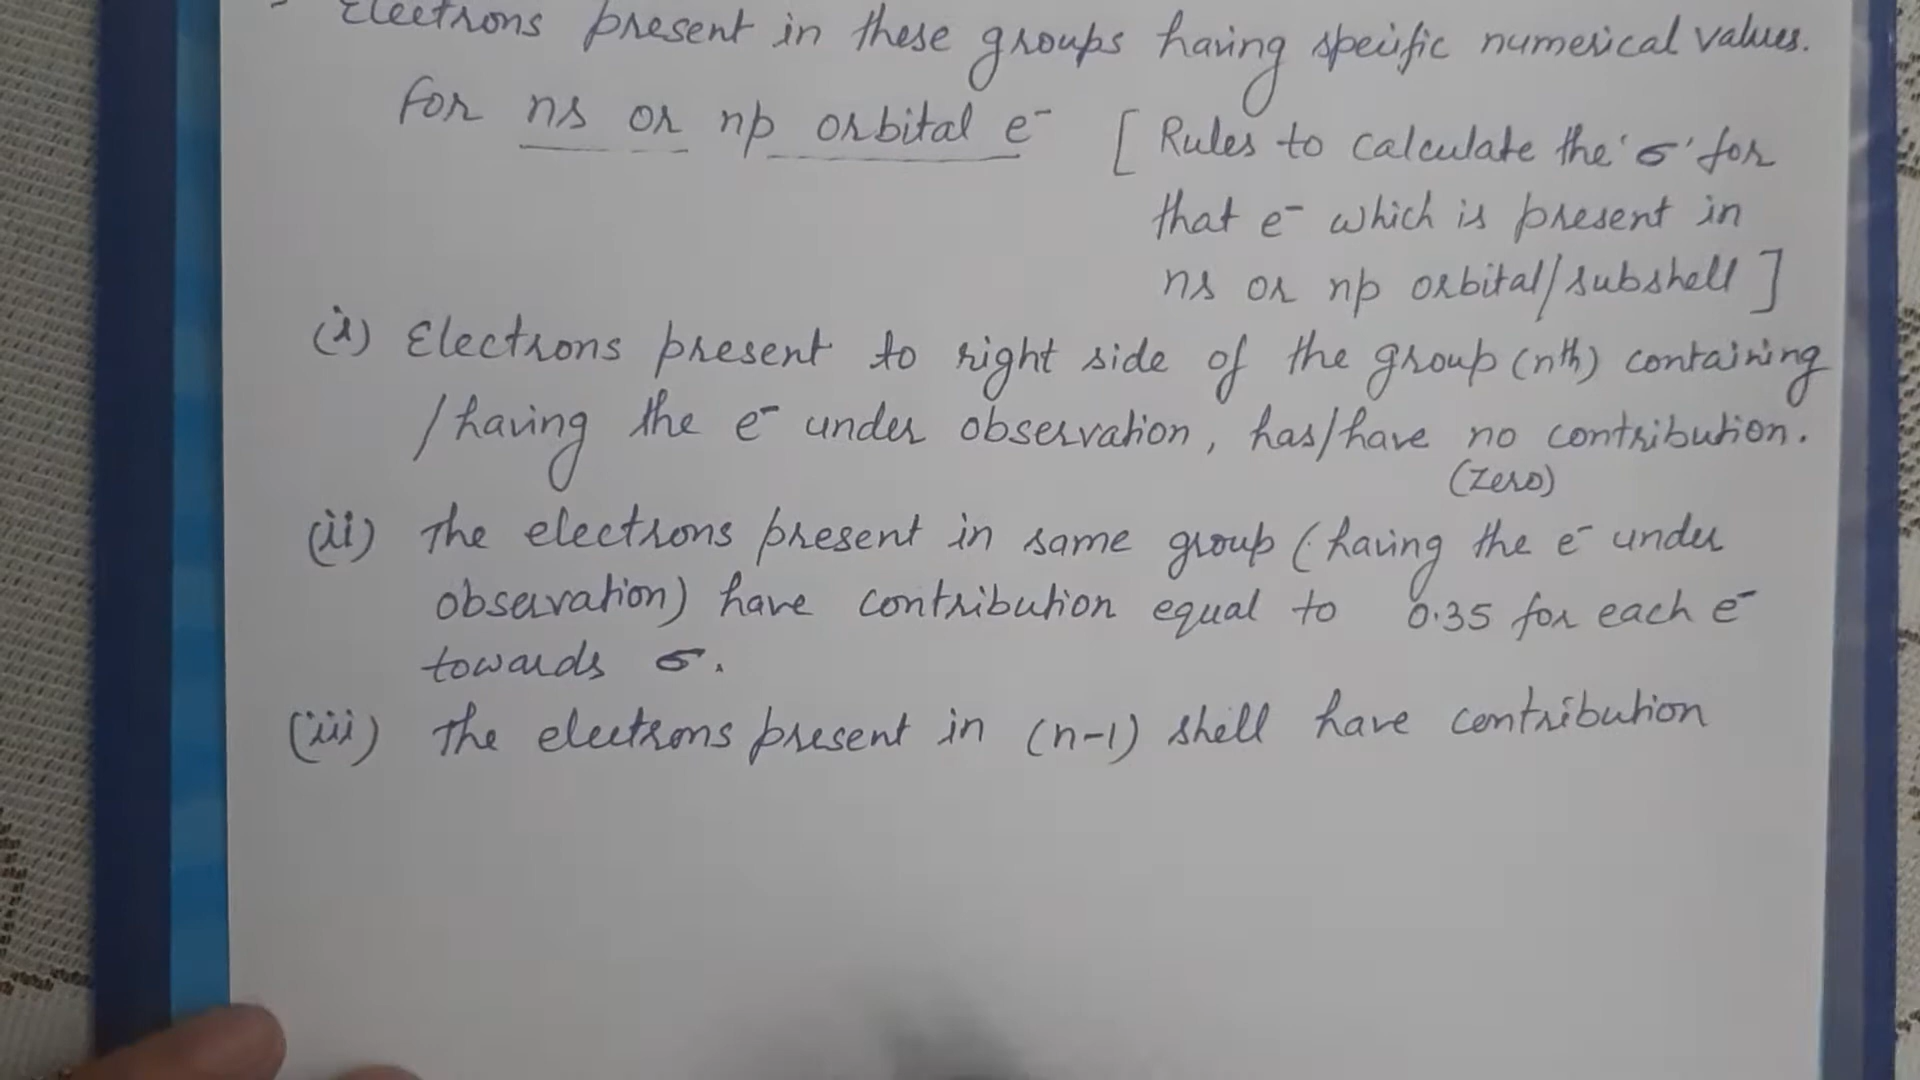 Electrons present in these groups having specific numerical values.
For ns or np orbital e⁻ [Rules to calculate the 'σ' for
that e⁻ which is present in
ns or np orbital/subshell]
(i) Electrons present to right side of the group (nth) containing
/having the e⁻ under observation, has/have no contribution.
(Zero)
(ii) The electrons present in same group (having the e⁻ under
observation) have contribution equal to 0.35 for each e⁻
towards σ.
(iii) The electrons present in (n-1) shell have contribution